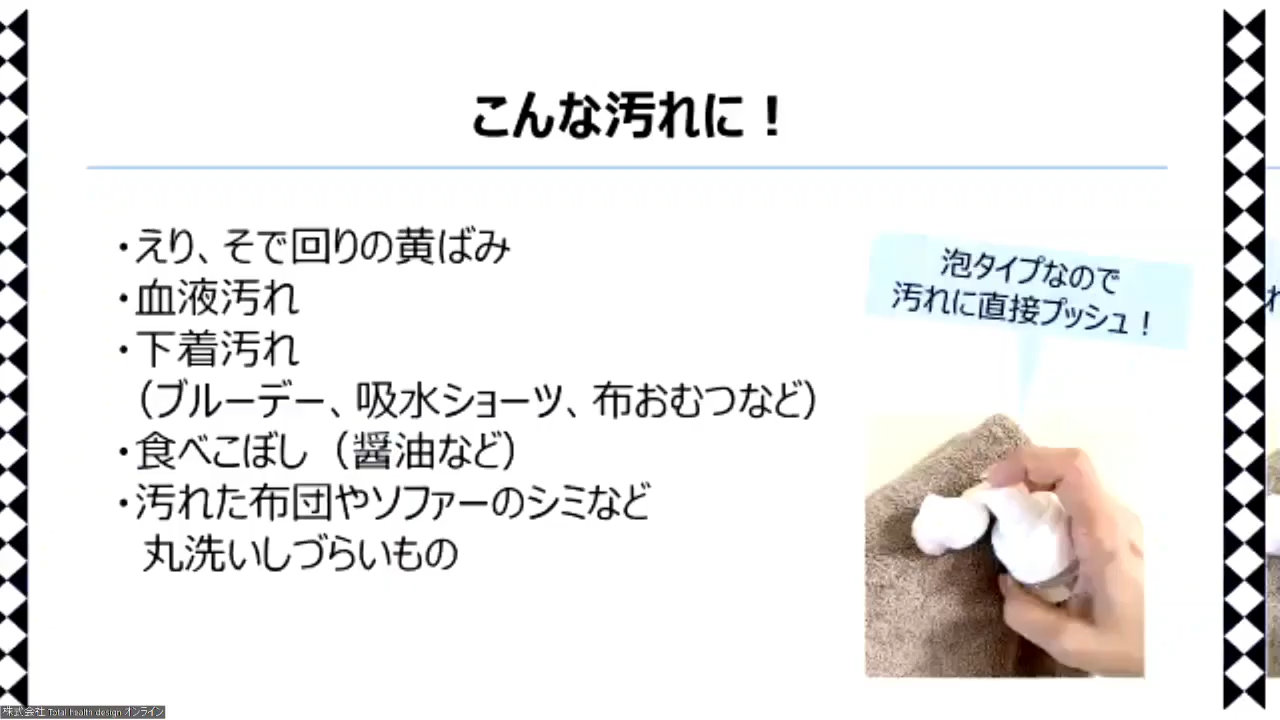 こんな汚れに！
・えり、そで回りの黄ばみ
・血液汚れ
・下着汚れ
（ブルーデー、吸水ショーツ、布おむつなど）
・食べこぼし（醤油など）
・汚れた布団やソファーのシミなど
丸洗いしづらいもの
泡タイプなので
汚れに直接プッシュ！
株式会社 Total health design オンライン